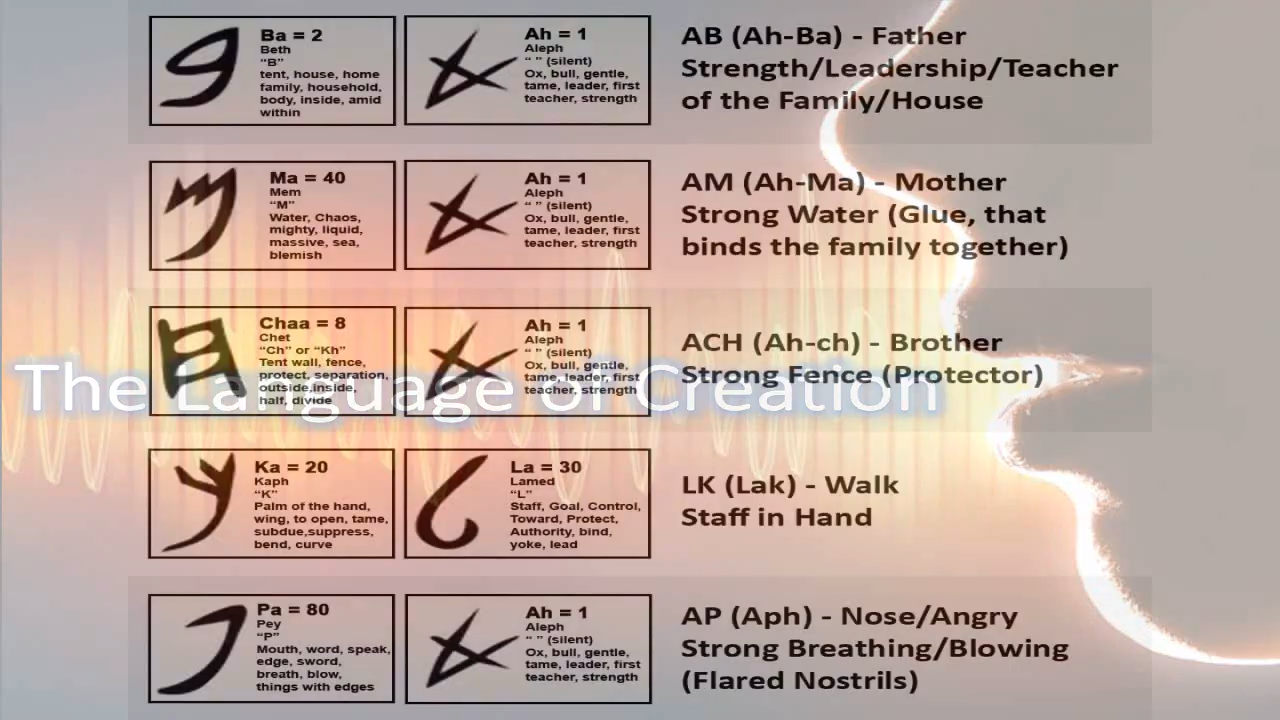 Ba = 2
Beth
“B”
tent, house, home
family, household,
body, inside, amid
within
Ah = 1
Aleph
“ ” (silent)
Ox, bull, gentle,
tame, leader, first
teacher, strength
AB (Ah-Ba) - Father
Strength/Leadership/Teacher
of the Family/House
Ma = 40
Mem
“M”
Water, Chaos,
mighty, liquid,
massive, sea,
blemish
Ah = 1
Aleph
“ ” (silent)
Ox, bull, gentle,
tame, leader, first
teacher, strength
AM (Ah-Ma) - Mother
Strong Water (Glue, that
binds the family together)
Chaa = 8
Chet
“Ch” or “Kh”
Tent wall, fence,
protect, separation,
outside,inside,
half, divide
Ah = 1
Aleph
“ ” (silent)
Ox, bull, gentle,
tame, leader, first
teacher, strength
ACH (Ah-ch) - Brother
Strong Fence (Protector)
The Language of Creation
Ka = 20
Kaph
“K”
Palm of the hand,
wing, to open, tame,
subdue,suppress,
bend, curve
La = 30
Lamed
“L”
Staff, Goal, Control,
Toward, Protect,
Authority, bind,
yoke, lead
LK (Lak) - Walk
Staff in Hand
Pa = 80
Pey
“P”
Mouth, word, speak,
edge, sword,
breath, blow,
things with edges
Ah = 1
Aleph
“ ” (silent)
Ox, bull, gentle,
tame, leader, first
teacher, strength
AP (Aph) - Nose/Angry
Strong Breathing/Blowing
(Flared Nostrils)